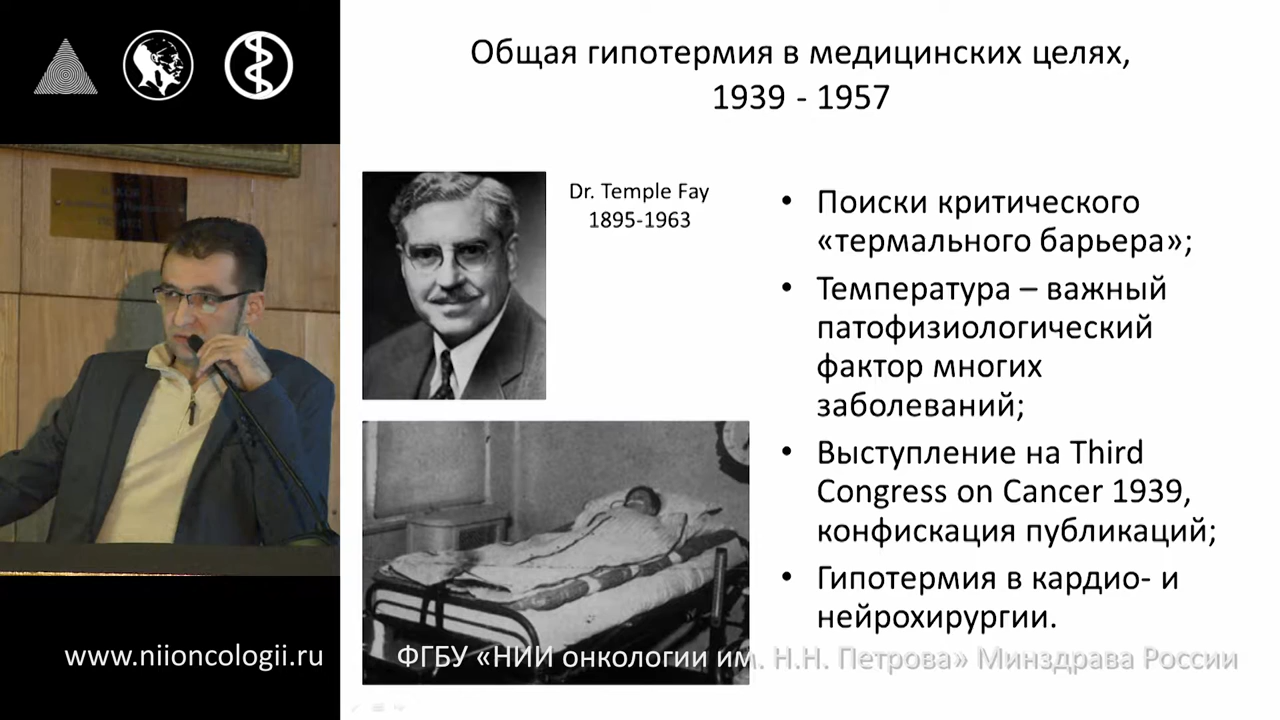 Общая гипотермия в медицинских целях,
1939 - 1957
Dr. Temple Fay
1895-1963
• Поиски критического
«термального барьера»;
• Температура – важный
патофизиологический
фактор многих
заболеваний;
• Выступление на Third
Congress on Cancer 1939,
конфискация публикаций;
• Гипотермия в кардио- и
нейрохирургии.
www.niioncologii.ru
ФГБУ «НИИ онкологии им. Н.Н. Петрова» Минздрава России